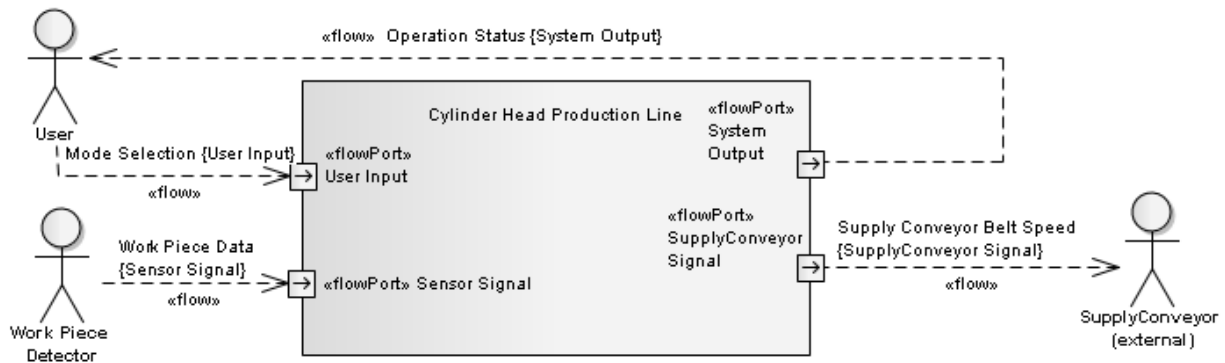 «flow» Operation Status {System Output}
User
Cylinder Head Production Line
«flowPort»
System
Output
Mode Selection {User Input}
«flow»
«flowPort»
User Input
«flowPort»
SupplyConveyor
Signal
Supply Conveyor Belt Speed
{SupplyConveyor Signal}
«flow»
Work Piece Data
{Sensor Signal}
«flow»
«flowPort» Sensor Signal
Work Piece
Detector
SupplyConveyor
(external)